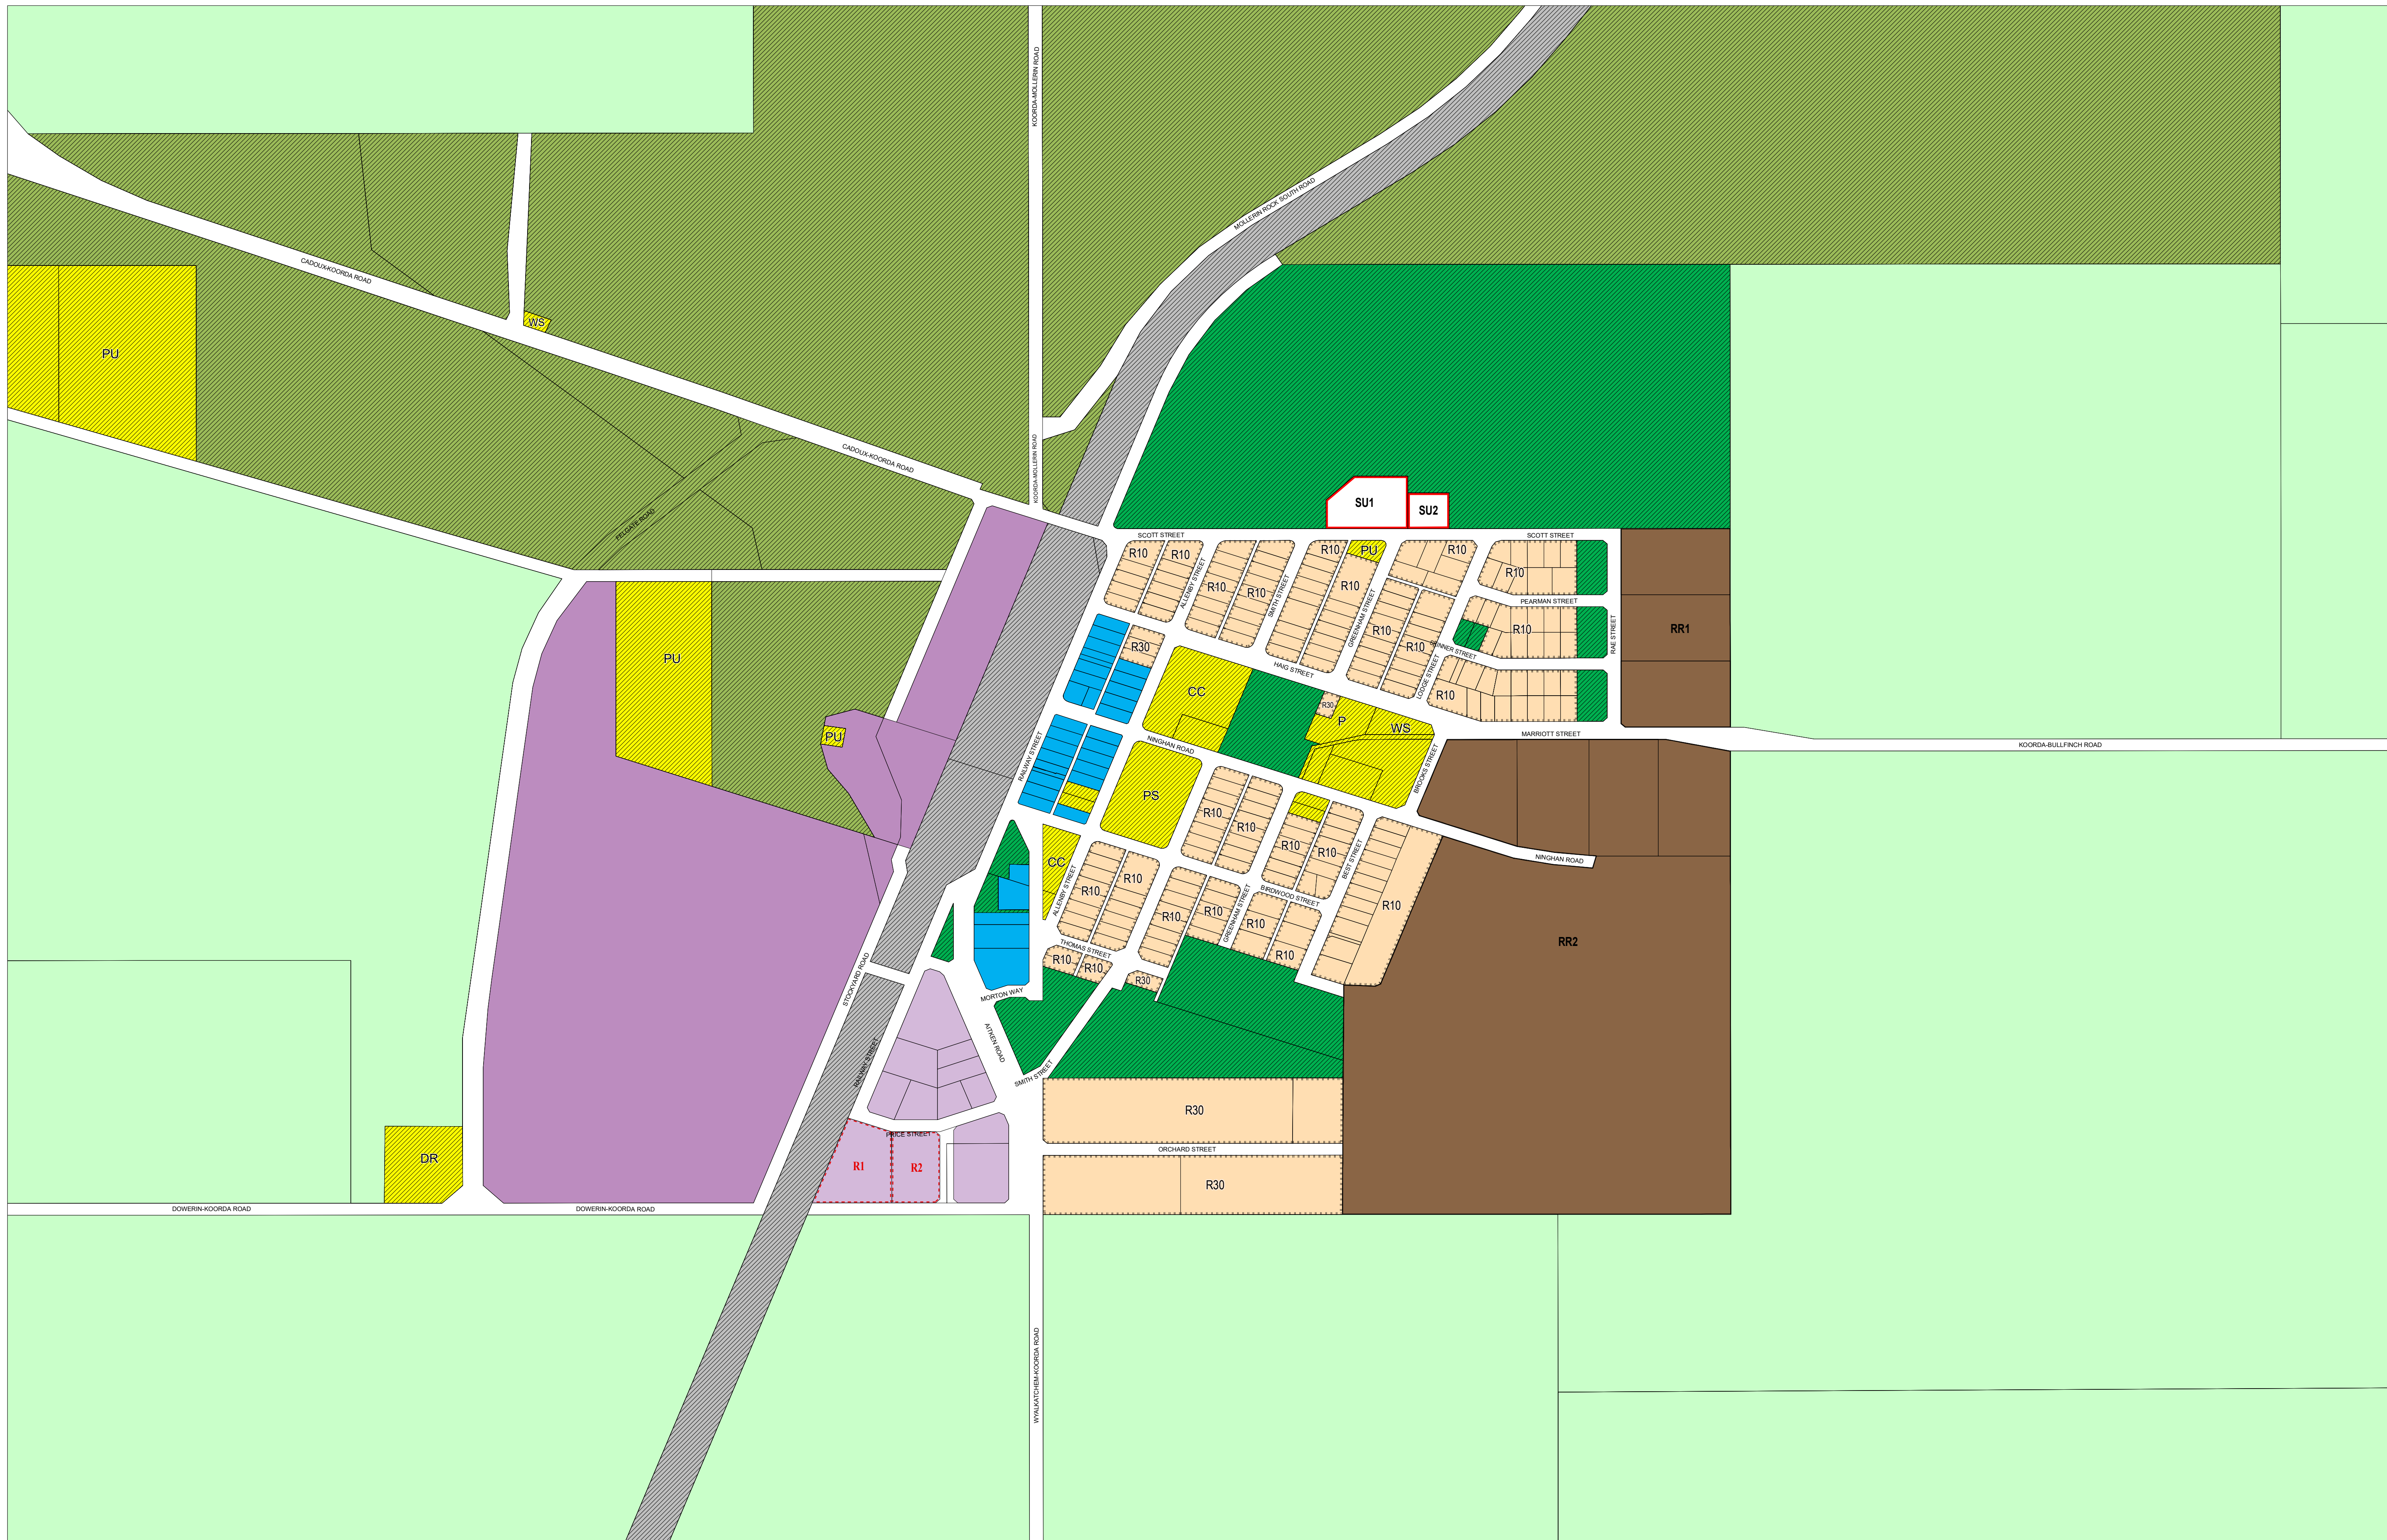 KOORDA-MOLLERIN ROAD
MOLLERIN ROCK SOUTH ROAD
CADOUX-KOORDA ROAD
WS
PU
CADOUX-KOORDA ROAD
KOORDA-MOLLERIN ROAD
FELGATE ROAD
SU1
SU2
SCOTT STREET
SCOTT STREET
R10
R10
R10
PU
R10
R10
R10
R10
R10
R10
ALLENBY STREET
SMITH STREET
GREENHAM STREET
PEARMAN STREET
R10
R10
R10
RAE STREET
RR1
R30
R10
SKINNER STREET
PU
HAIG STREET
LODGE STREET
R10
CC
R30
P
WS
PU
MARRIOTT STREET
KOORDA-BULLFINCH ROAD
NINGHAN ROAD
RAILWAY STREET
BROOKS STREET
PS
R10
R10
R10
R10
BEST STREET
NINGHAN ROAD
CC
R10
R10
ALLENBY STREET
BIRDWOOD STREET
GREENHAM STREET
R10
R10
R10
R10
R10
RR2
THOMAS STREET
R10
R10
R30
STOCKYARD ROAD
MORTON WAY
AITKEN ROAD
RAILWAY STREET
SMITH STREET
R30
PRICE STREET
ORCHARD STREET
DR
R1
R2
R30
DOWERIN-KOORDA ROAD
DOWERIN-KOORDA ROAD
WYALKATCHEM-KOORDA ROAD